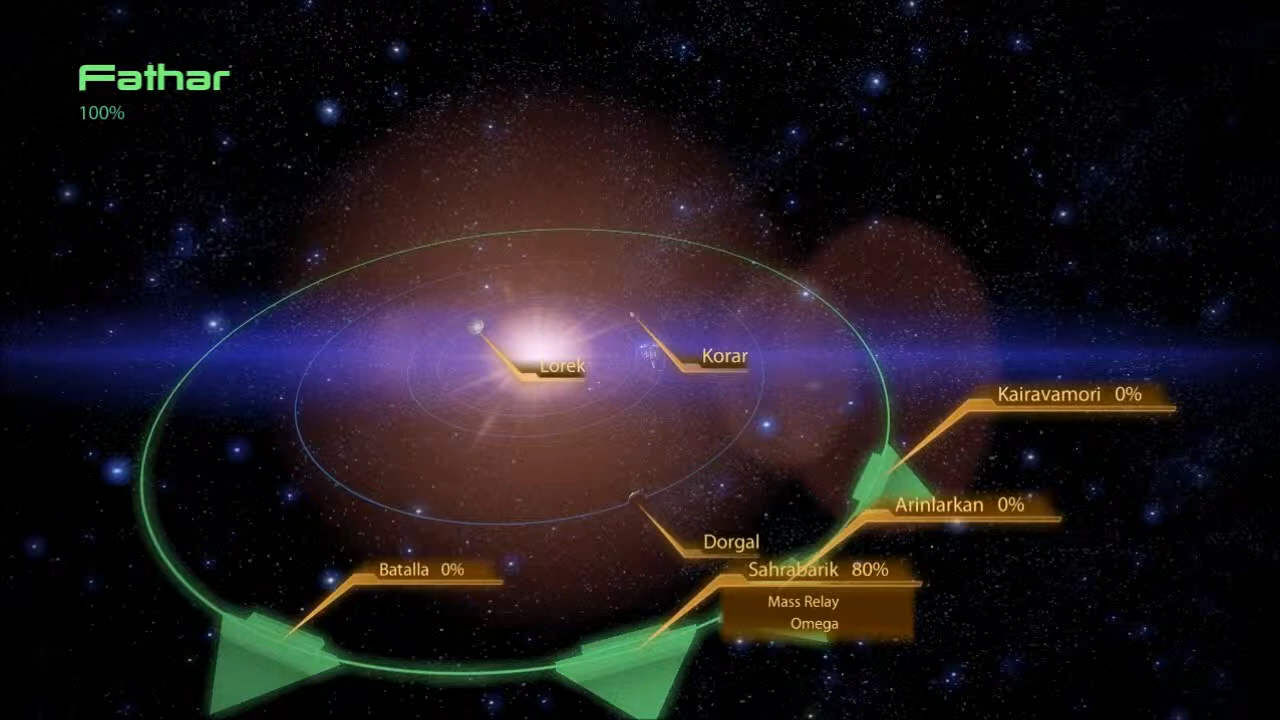 Fathar
100%
Lorek
Korar
Kairavamori 0%
Arinlarkan 0%
Dorgal
Batalla 0%
Sahrabarik 80%
Mass Relay
Omega